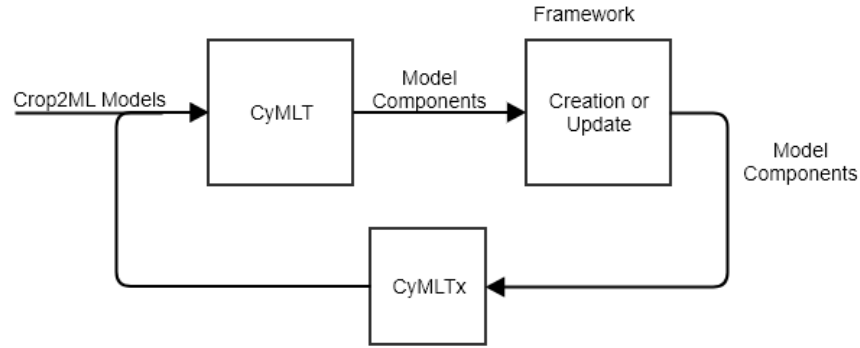 Framework
Crop2ML Models
CyMLT
Model
Components
Creation or
Update
Model
Components
CyMLTx